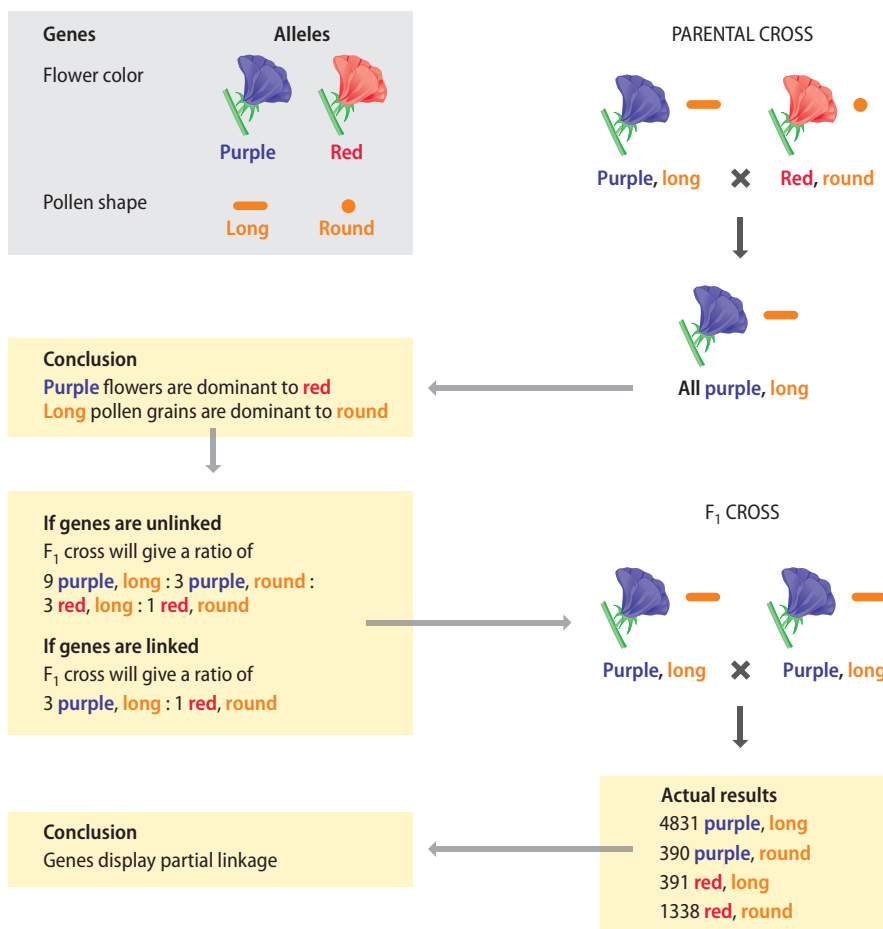 Genes Alleles
Flower color
Purple Red
Pollen shape
Long Round
PARENTAL CROSS
Purple, long × Red, round
All purple, long
Conclusion
Purple flowers are dominant to red
Long pollen grains are dominant to round
If genes are unlinked
F₁ cross will give a ratio of
9 purple, long : 3 purple, round :
3 red, long : 1 red, round
If genes are linked
F₁ cross will give a ratio of
3 purple, long : 1 red, round
F₁ CROSS
Purple, long × Purple, long
Actual results
4831 purple, long
390 purple, round
391 red, long
1338 red, round
Conclusion
Genes display partial linkage